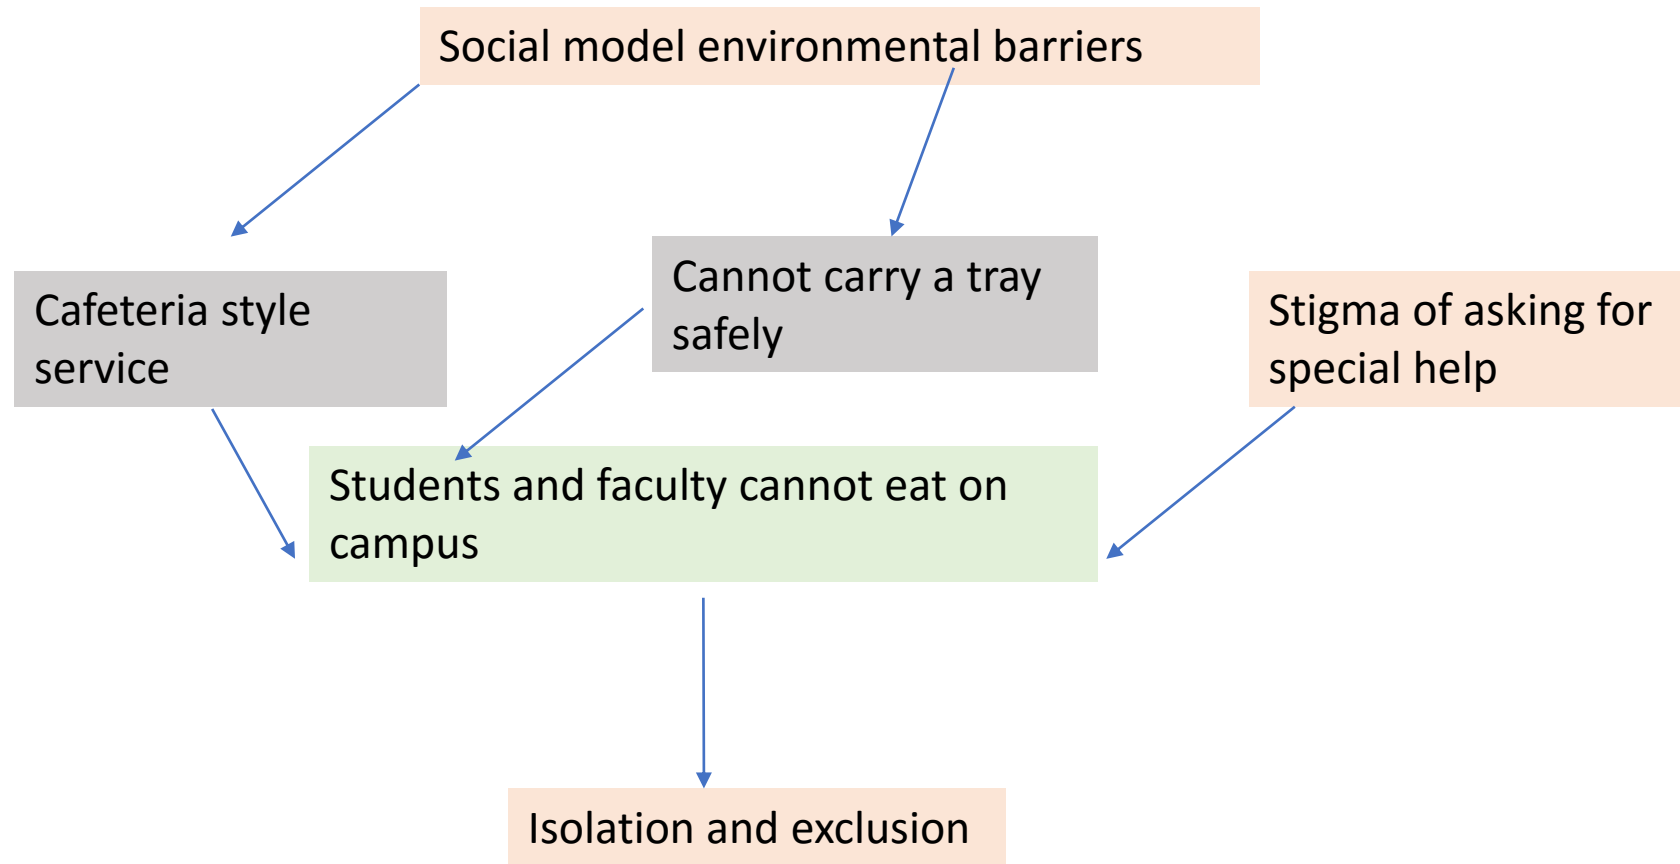 Social model environmental barriers
Cafeteria style
service
Cannot carry a tray
safely
Stigma of asking for
special help
Students and faculty cannot eat on
campus
Isolation and exclusion